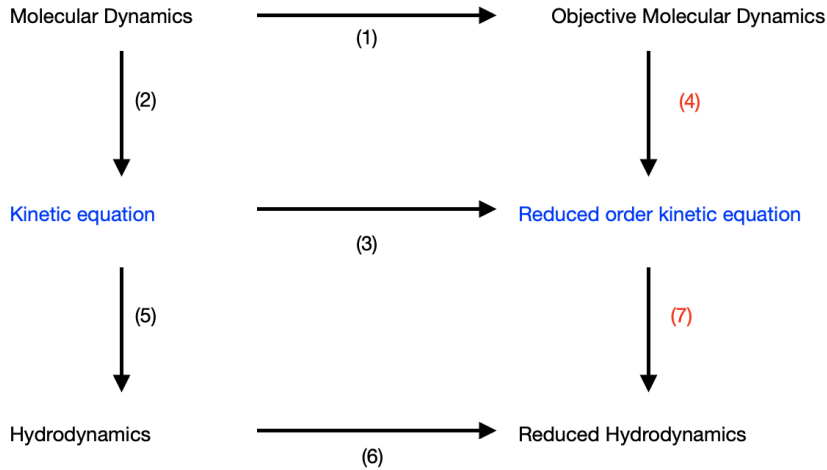 Molecular Dynamics
(1)
Objective Molecular Dynamics
(2)
(4)
Kinetic equation
(3)
Reduced order kinetic equation
(5)
(7)
Hydrodynamics
(6)
Reduced Hydrodynamics